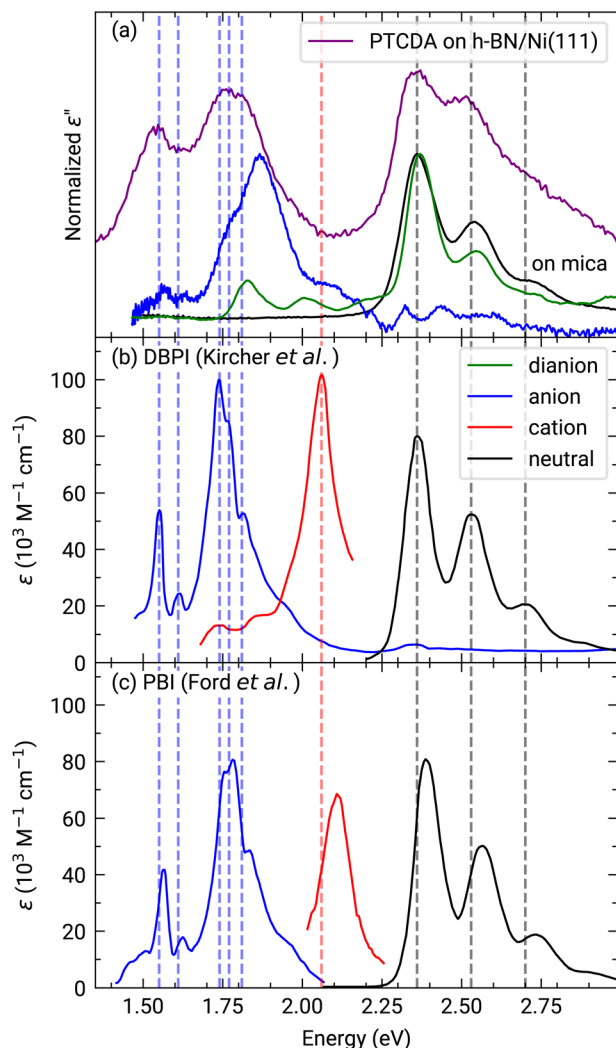 (a)
PTCDA on h-BN/Ni(111)
Normalized ε"
on mica
(b) DBPI (Kircher et al.)
dianion
anion
cation
neutral
100
80
60
40
20
0
ε (10³ M⁻¹ cm⁻¹)
(c) PBI (Ford et al.)
100
80
60
40
20
0
ε (10³ M⁻¹ cm⁻¹)
1.50 1.75 2.00 2.25 2.50 2.75
Energy (eV)